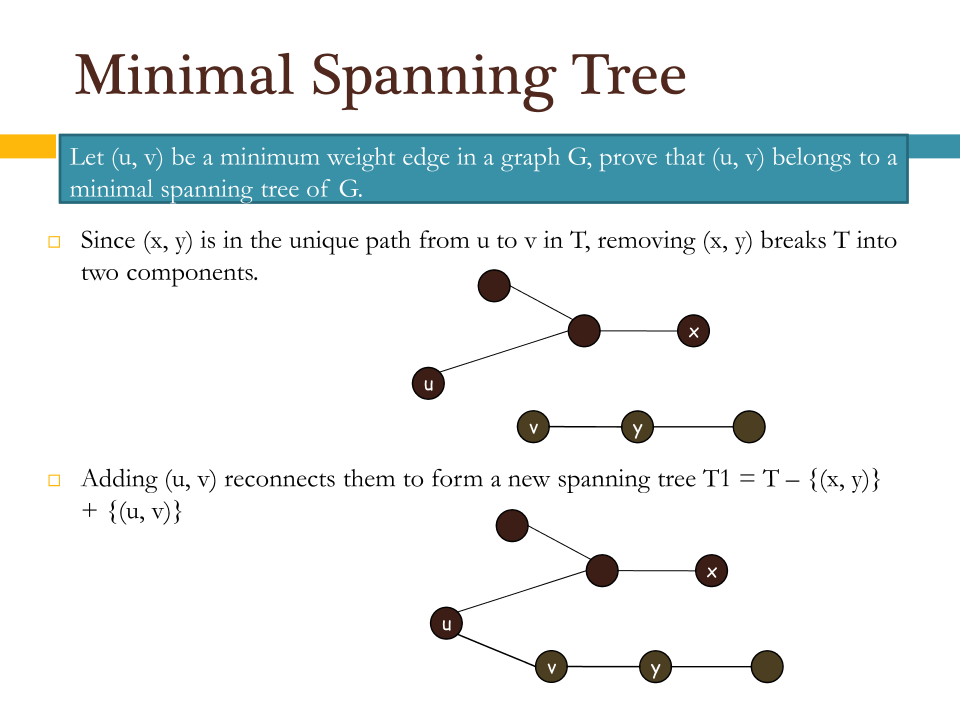 Minimal Spanning Tree
Let (u, v) be a minimum weight edge in a graph G, prove that (u, v) belongs to a
minimal spanning tree of G.
Since (x, y) is in the unique path from u to v in T, removing (x, y) breaks T into
two components.
x
u
v y
Adding (u, v) reconnects them to form a new spanning tree T1 = T – {(x, y)}
+ {(u, v)}
x
u
v y